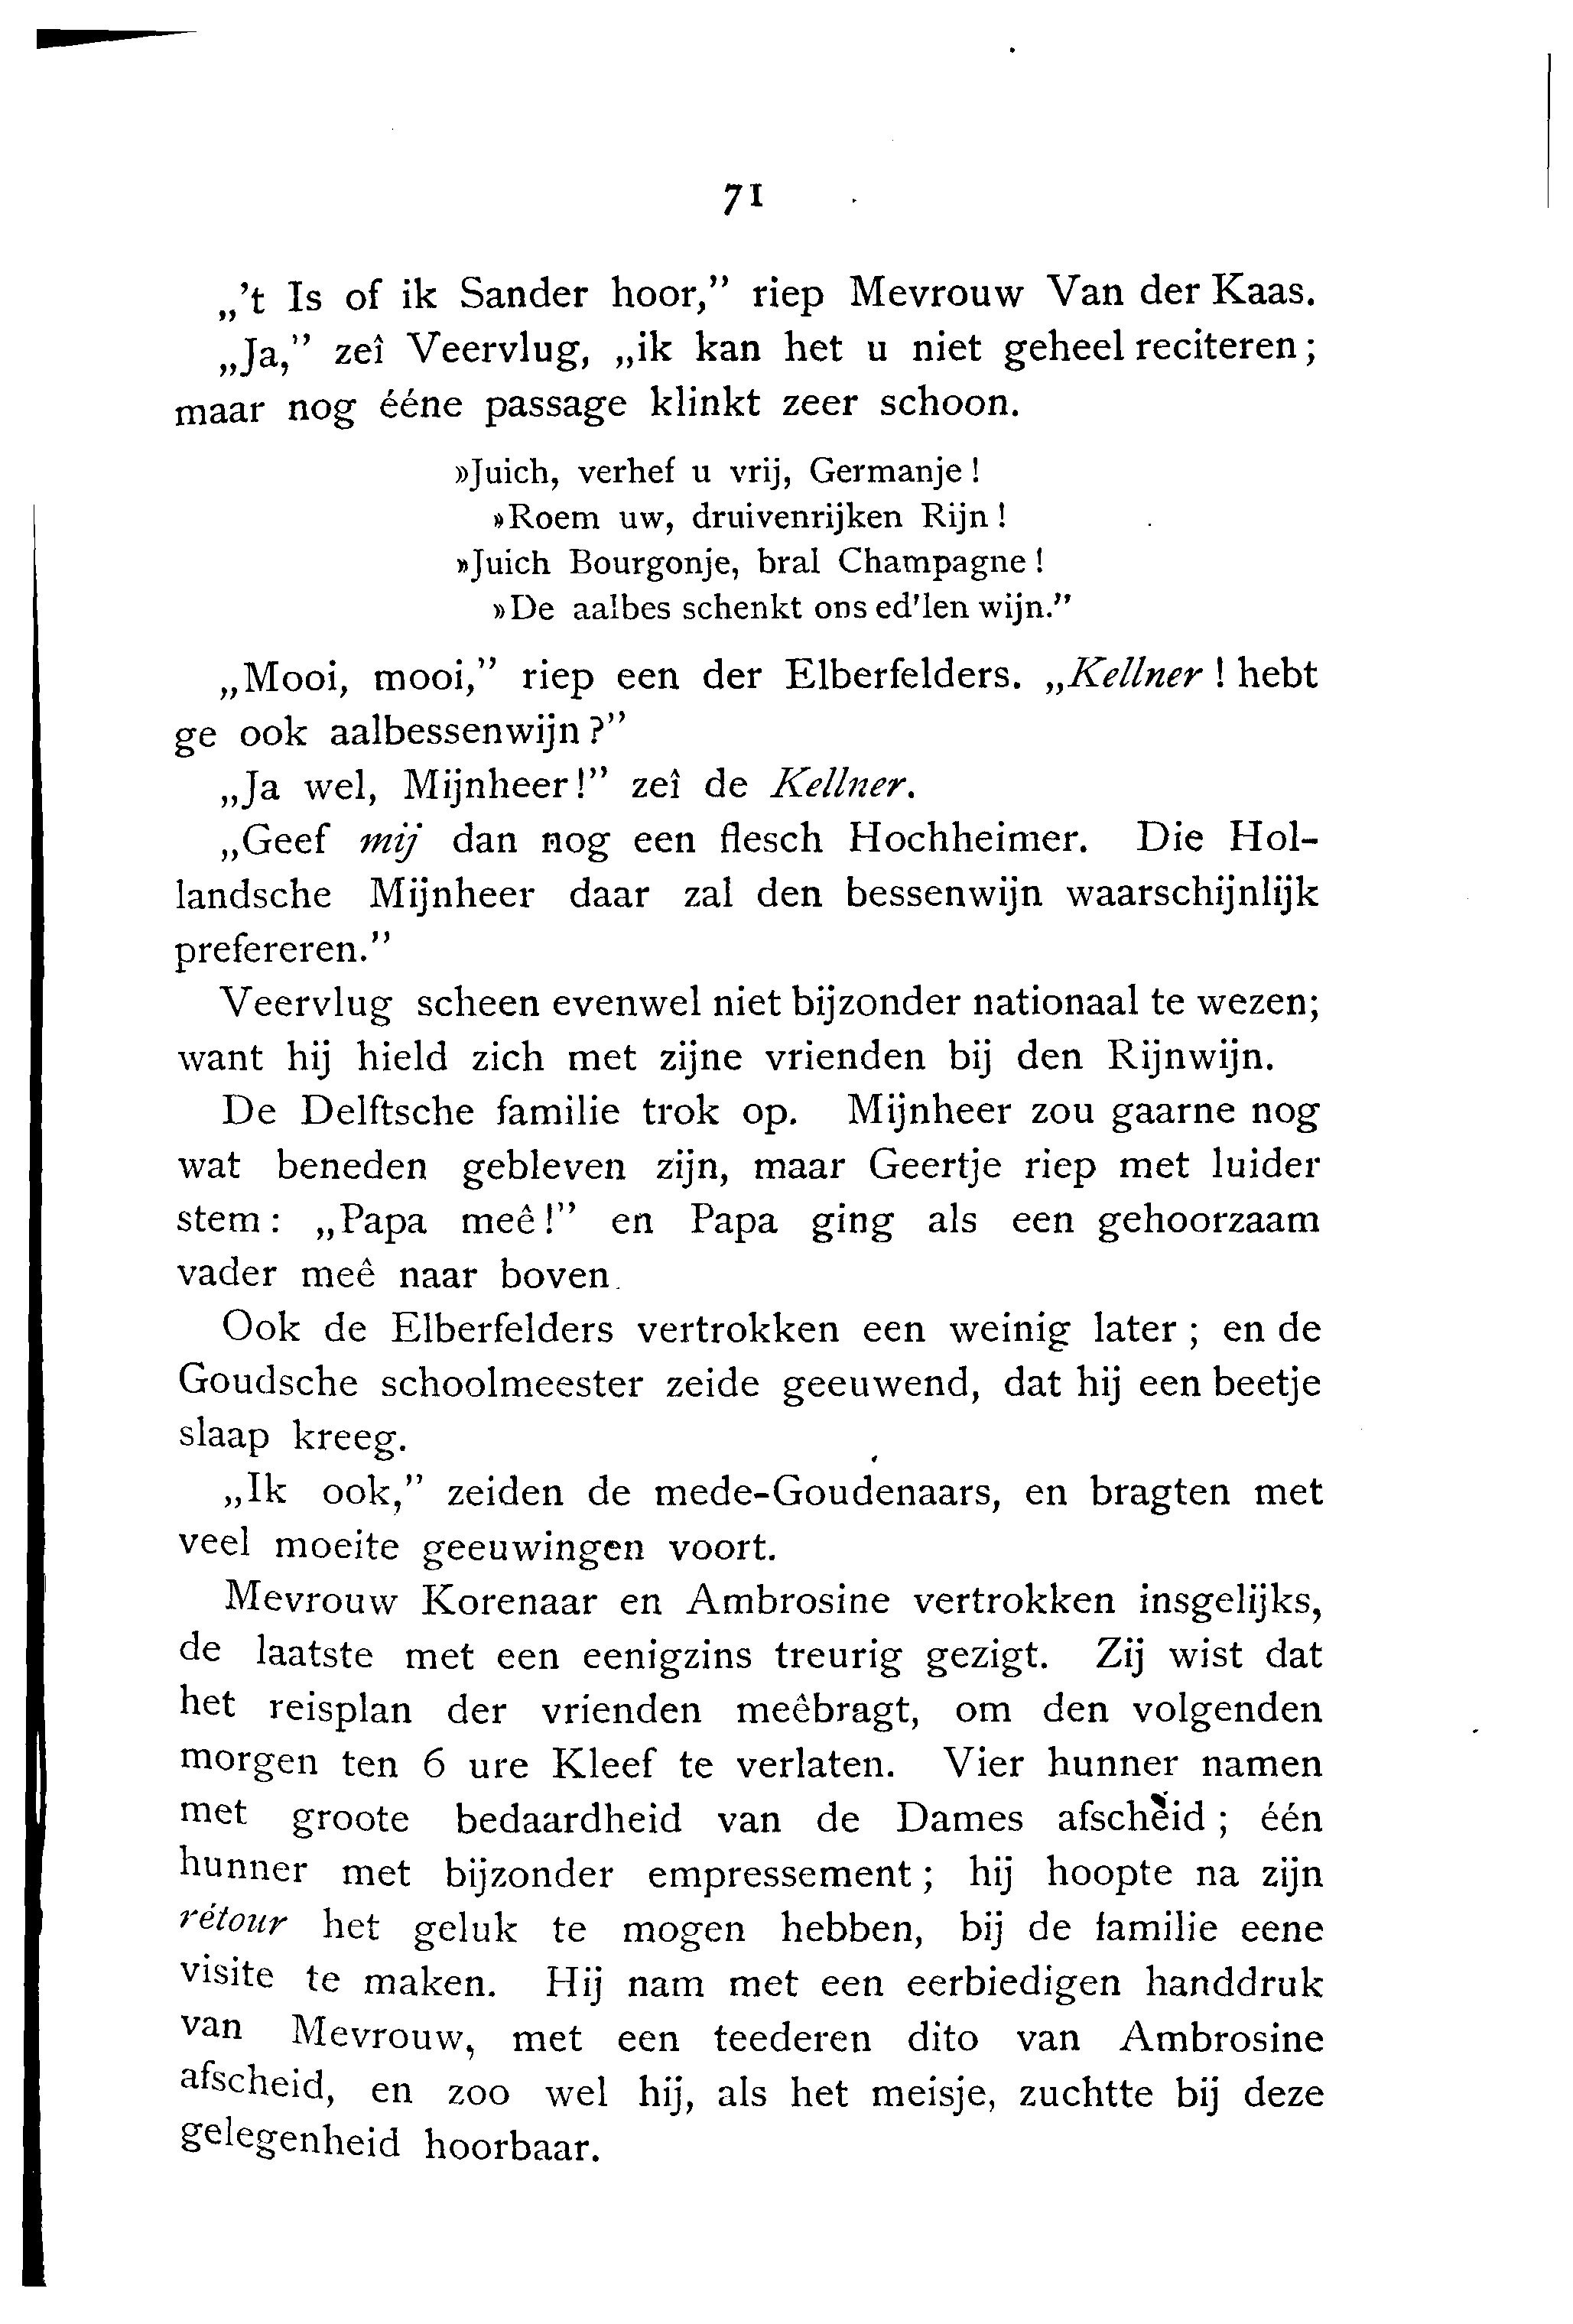 71
„’t Is of ik Sander hoor,” riep Mevrouw Van der Kaas.
„Ja,” zeî Veervlug, „ik kan het u niet geheel reciteren;
maar nog ééne passage klinkt zeer schoon.
»Juich, verhef u vrij, Germanje!
»Roem uw, druivenrijken Rijn!
»Juich Bourgonje, bral Champagne!
»De aalbes schenkt ons ed'len wijn.”
„Mooi, mooi,” riep een der Elberfelders. „Kellner! hebt
ge ook aalbessenwijn?”
„Ja wel, Mijnheer!” zeî de Kellner.
„Geef mij dan nog een flesch Hochheimer. Die Hol-
landsche Mijnheer daar zal den bessenwijn waarschijnlijk
prefereren.”
Veervlug scheen evenwel niet bijzonder nationaal te wezen;
want hij hield zich met zijne vrienden bij den Rijnwijn.
De Delftsche familie trok op. Mijnheer zou gaarne nog
wat beneden gebleven zijn, maar Geertje riep met luider
stem: „Papa meê!” en Papa ging als een gehoorzaam
vader meê naar boven.
Ook de Elberfelders vertrokken een weinig later; en de
Goudsche schoolmeester zeide geeuwend, dat hij een beetje
slaap kreeg.
„Ik ook,” zeiden de mede-Goudenaars, en bragten met
veel moeite geeuwingen voort.
Mevrouw Korenaar en Ambrosine vertrokken insgelijks,
de laatste met een eenigzins treurig gezigt. Zij wist dat
het reisplan der vrienden meêbragt, om den volgenden
morgen ten 6 ure Kleef te verlaten. Vier hunner namen
met groote bedaardheid van de Dames afscheid; één
hunner met bijzonder empressement; hij hoopte na zijn
rétour het geluk te mogen hebben, bij de familie eene
visite te maken. Hij nam met een eerbiedigen handdruk
van Mevrouw, met een teederen dito van Ambrosine
afscheid, en zoo wel hij, als het meisje, zuchtte bij deze
gelegenheid hoorbaar.